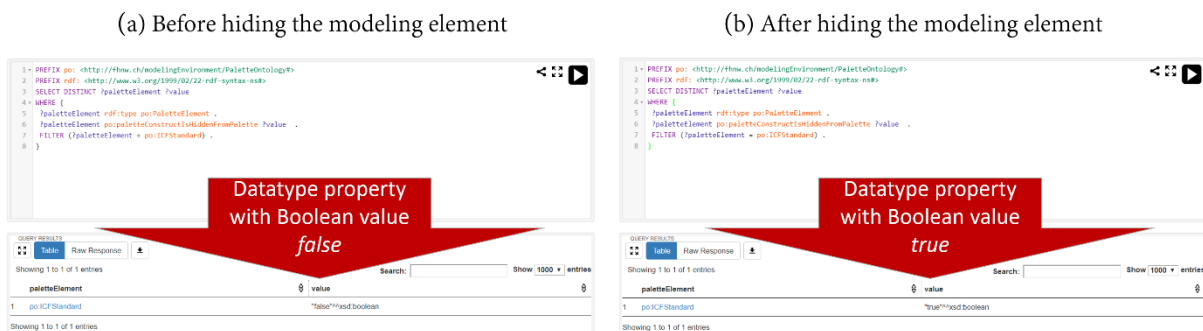 (a) Before hiding the modeling element
1 PREFIX po: <http://fhnw.ch/modelingEnvironment/PaletteOntology#>
2 PREFIX rdf: <http://www.w3.org/1999/02/22-rdf-syntax-ns#>
3 SELECT DISTINCT ?paletteElement ?value
4 WHERE {
5 ?paletteElement rdf:type po:PaletteElement .
6 ?paletteElement po:paletteConstructIsHiddenFromPalette ?value .
7 FILTER (?paletteElement = po:ICFStandard) .
8 }
Datatype property
with Boolean value
false
QUERY RESULTS
Table Raw Response
Showing 1 to 1 of 1 entries Search: Show 1000 entries
paletteElement value
1 po:ICFStandard "false"^^xsd:boolean
Showing 1 to 1 of 1 entries
(b) After hiding the modeling element
1 PREFIX po: <http://fhnw.ch/modelingEnvironment/PaletteOntology#>
2 PREFIX rdf: <http://www.w3.org/1999/02/22-rdf-syntax-ns#>
3 SELECT DISTINCT ?paletteElement ?value
4 WHERE {
5 ?paletteElement rdf:type po:PaletteElement .
6 ?paletteElement po:paletteConstructIsHiddenFromPalette ?value .
7 FILTER (?paletteElement = po:ICFStandard) .
8 }
Datatype property
with Boolean value
true
QUERY RESULTS
Table Raw Response
Showing 1 to 1 of 1 entries Search: Show 1000 entries
paletteElement value
1 po:ICFStandard "true"^^xsd:boolean
Showing 1 to 1 of 1 entries